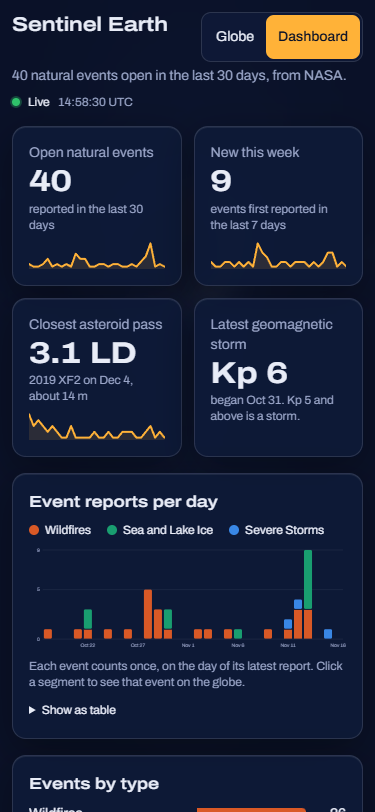 Sentinel Earth
Globe
Dashboard
40 natural events open in the last 30 days, from NASA.
Live 14:58:30 UTC
Open natural events
40
reported in the last 30
days
New this week
9
events first reported in
the last 7 days
Closest asteroid pass
3.1 LD
2019 XF2 on Dec 4,
about 14 m
Latest geomagnetic
storm
Kp 6
began Oct 31. Kp 5 and
above is a storm.
Event reports per day
Wildfires
Sea and Lake Ice
Severe Storms
5
0
Oct 22
Oct 27
Nov 1
Nov 6
Nov 11
Nov 16
Each event counts once, on the day of its latest report. Click
a segment to see that event on the globe.
Show as table
Events by type
Wildfires